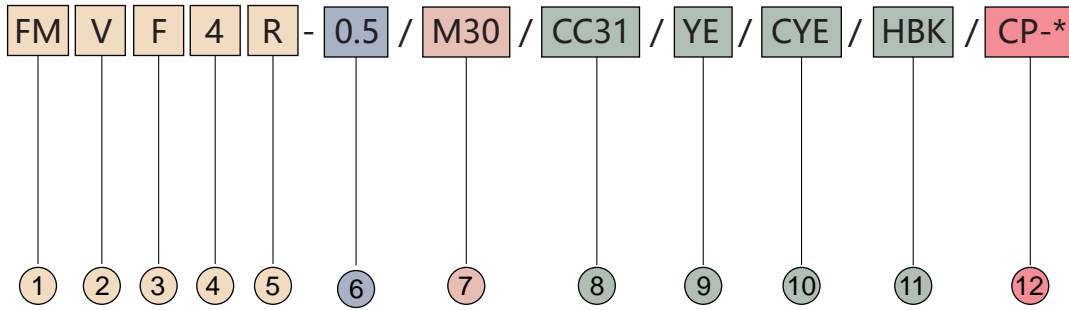 FM V F 4 R - 0.5 / M30 / CC31 / YE / CYE / HBK / CP-*
1 2 3 4 5 6 7 8 9 10 11 12